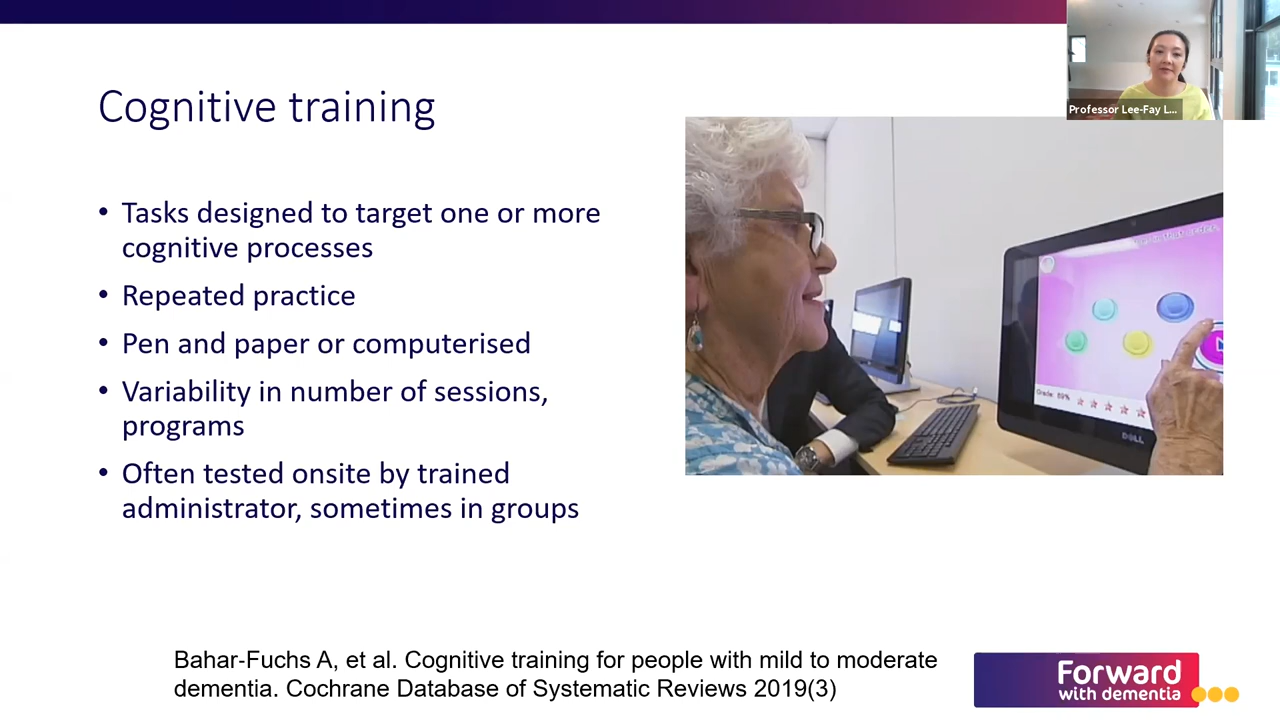 Professor Lee-Fay L...
Cognitive training
• Tasks designed to target one or more
cognitive processes
• Repeated practice
• Pen and paper or computerised
• Variability in number of sessions,
programs
• Often tested onsite by trained
administrator, sometimes in groups
Grade: 89%
DELL
Bahar-Fuchs A, et al. Cognitive training for people with mild to moderate
dementia. Cochrane Database of Systematic Reviews 2019(3)
Forward
with dementia